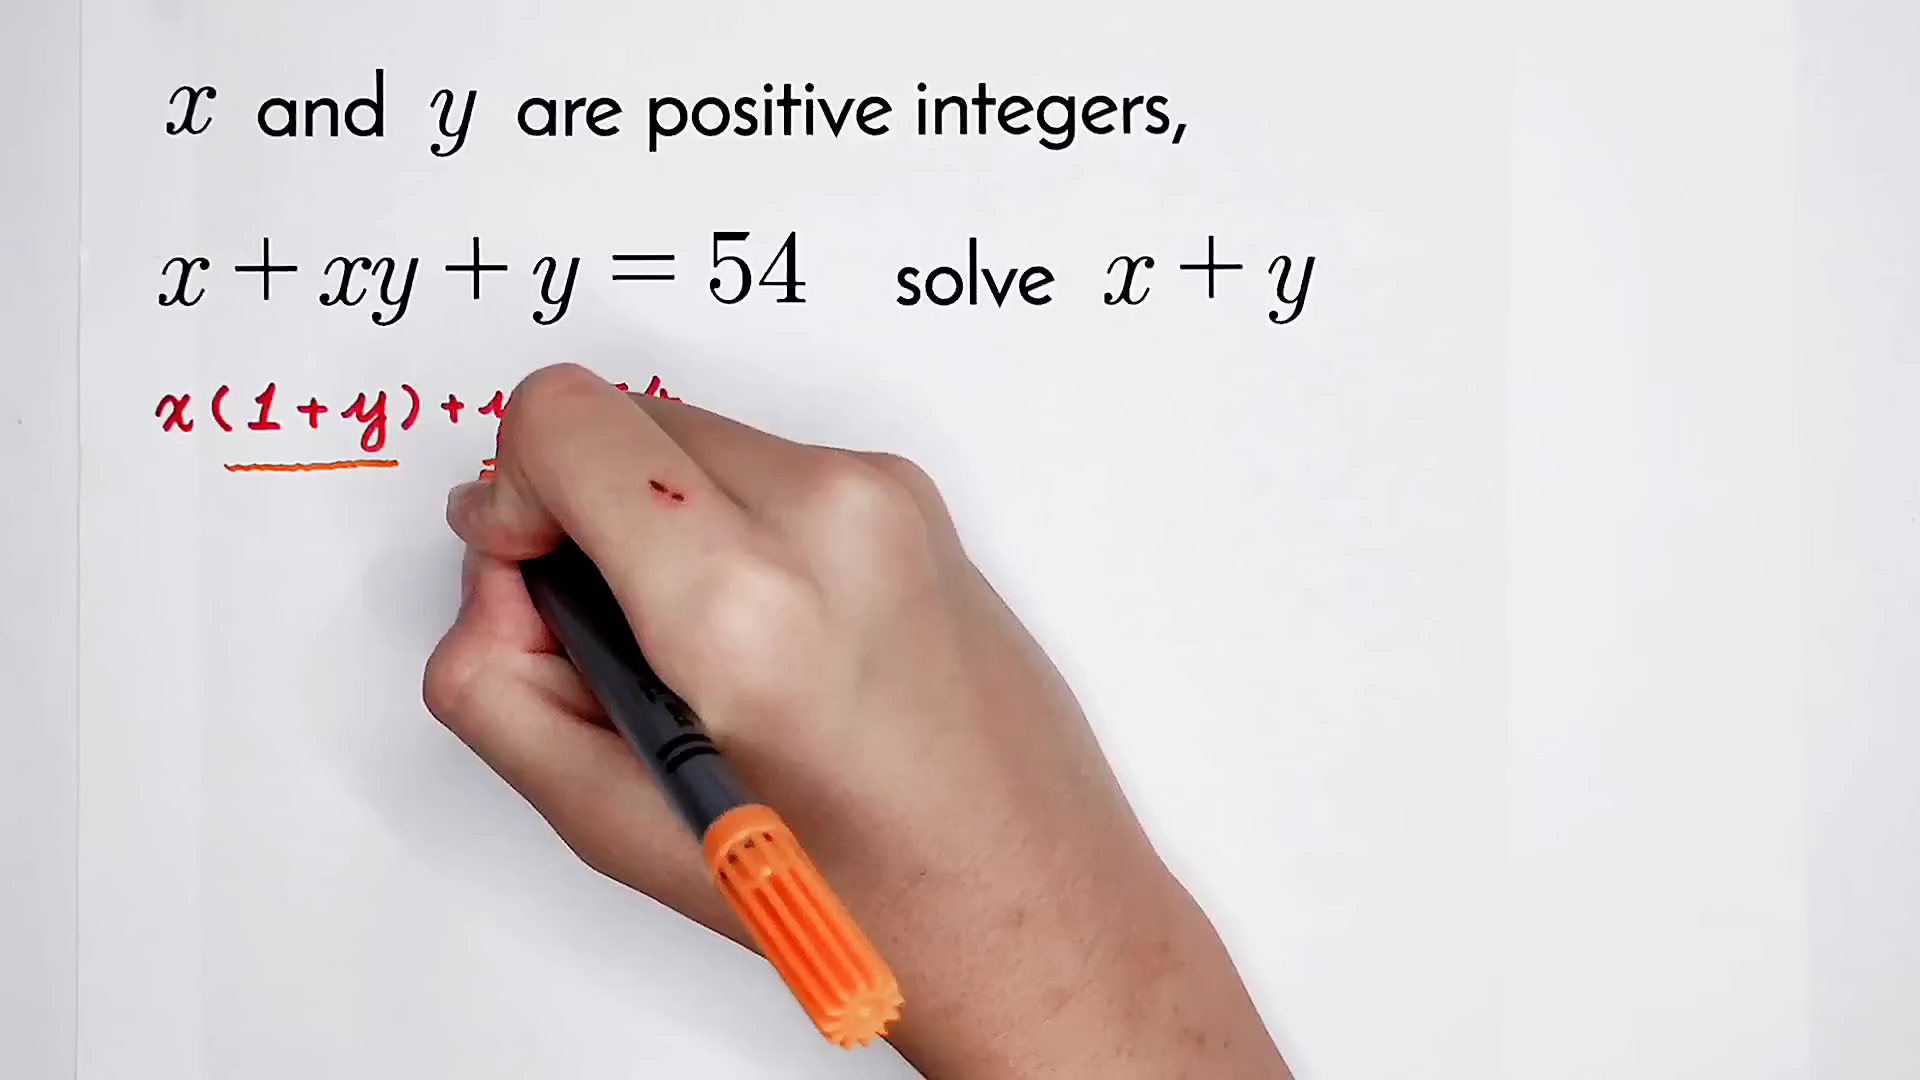 x and y are positive integers,
x + xy + y = 54 solve x + y
x(1+y)+y